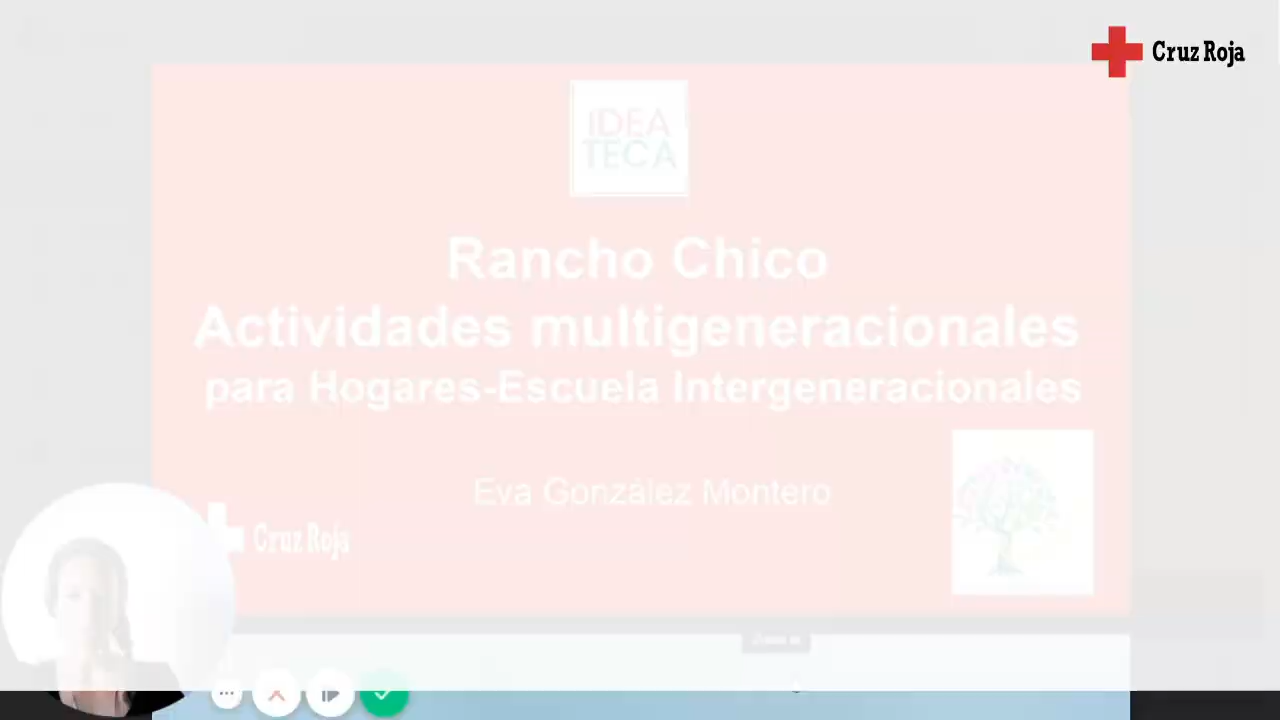 Cruz Roja
IDEA
TECA
Rancho Chico
Actividades multigeneracionales
para Hogares-Escuela Intergeneracionales
Eva González Montero
Cruz Roja